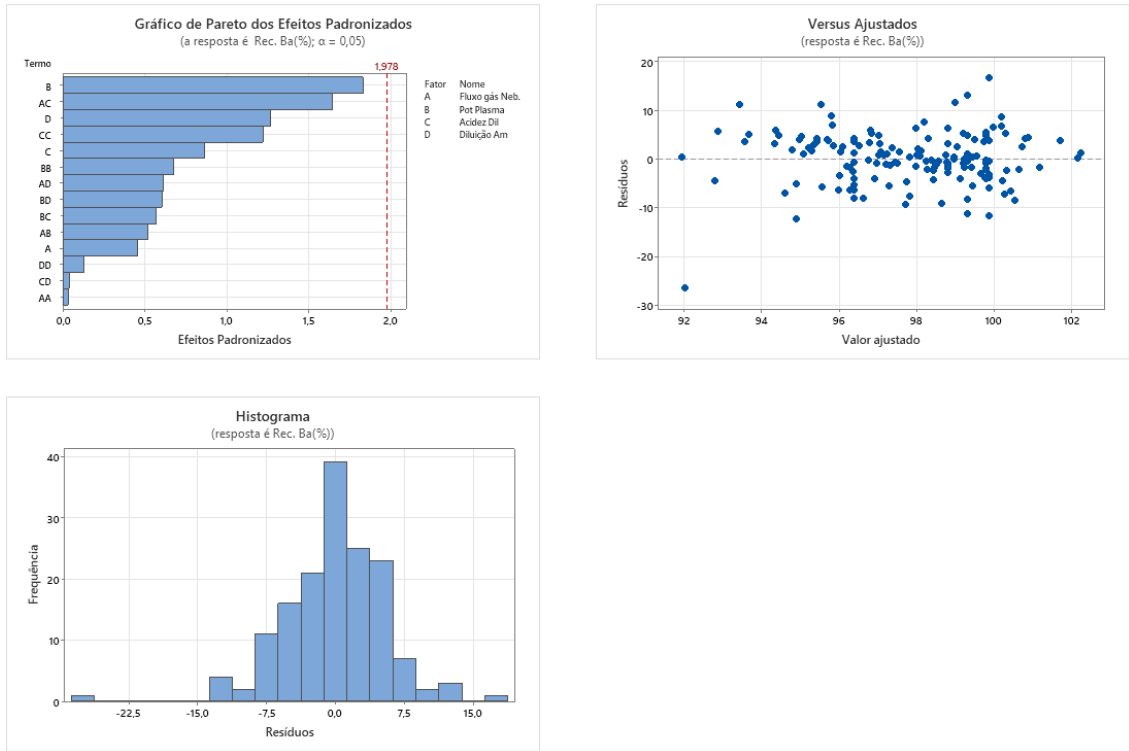 Gráfico de Pareto dos Efeitos Padronizados
(a resposta é Rec. Ba(%); α = 0,05)
Termo
1,978
B
AC
D
CC
C
BB
AD
BD
BC
AB
A
DD
CD
AA
0,0 0,5 1,0 1,5 2,0
Efeitos Padronizados
Fator Nome
A Fluxo gás Neb.
B Pot Plasma
C Acidez Dil
D Diluição Am
Versus Ajustados
(resposta é Rec. Ba(%))
20
10
0
-10
-20
-30
Resíduos
92 94 96 98 100 102
Valor ajustado
Histograma
(resposta é Rec. Ba(%))
40
30
20
10
0
Frequência
-22,5 -15,0 -7,5 0,0 7,5 15,0
Resíduos